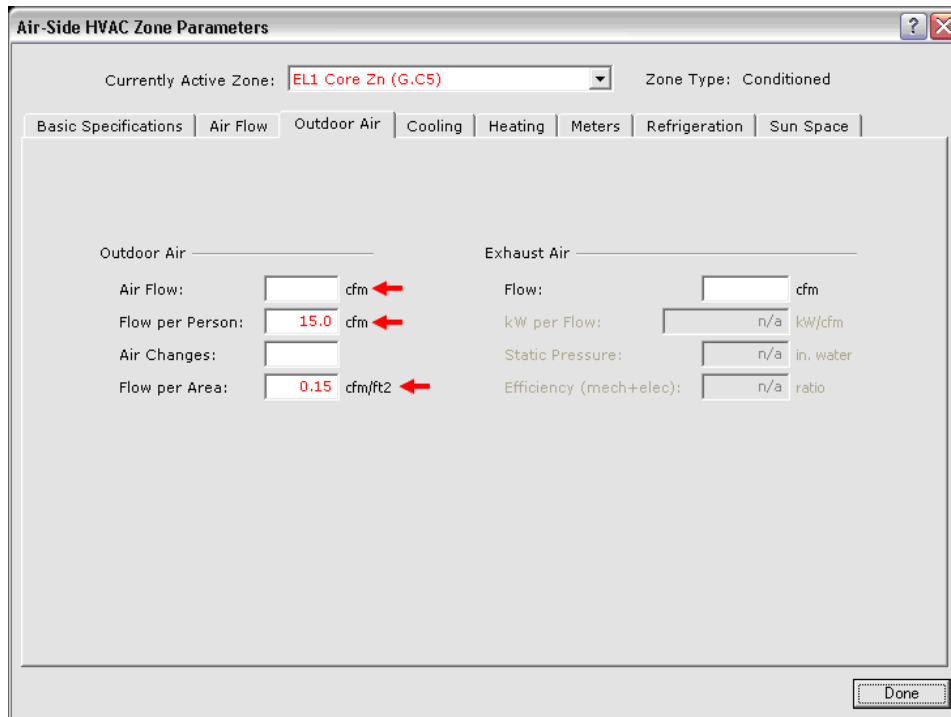 Air-Side HVAC Zone Parameters
?
Currently Active Zone: EL1 Core Zn (G.C5) Zone Type: Conditioned
Basic Specifications Air Flow Outdoor Air Cooling Heating Meters Refrigeration Sun Space
Outdoor Air Exhaust Air
Air Flow: cfm Flow: cfm
Flow per Person: 15.0 cfm kW per Flow: n/a kW/cfm
Air Changes: Static Pressure: n/a in. water
Flow per Area: 0.15 cfm/ft2 Efficiency (mech+elec): n/a ratio
Done